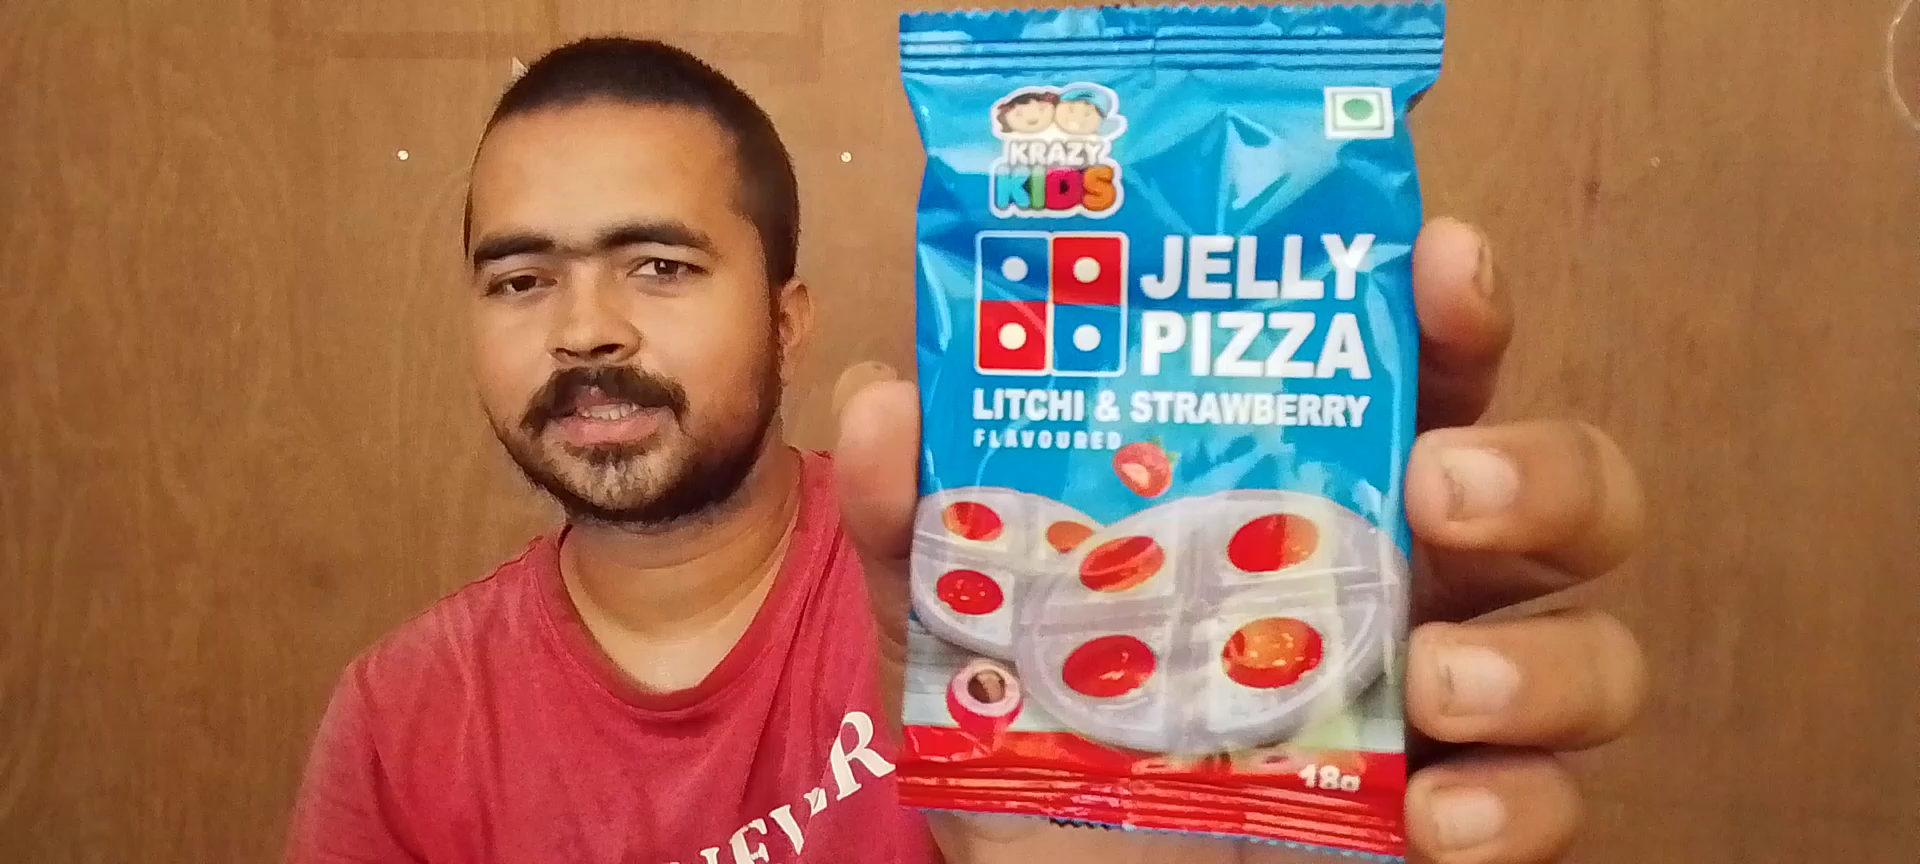 KRAZY
KIDS
JELLY
PIZZA
LITCHI & STRAWBERRY
FLAVOURED
18g